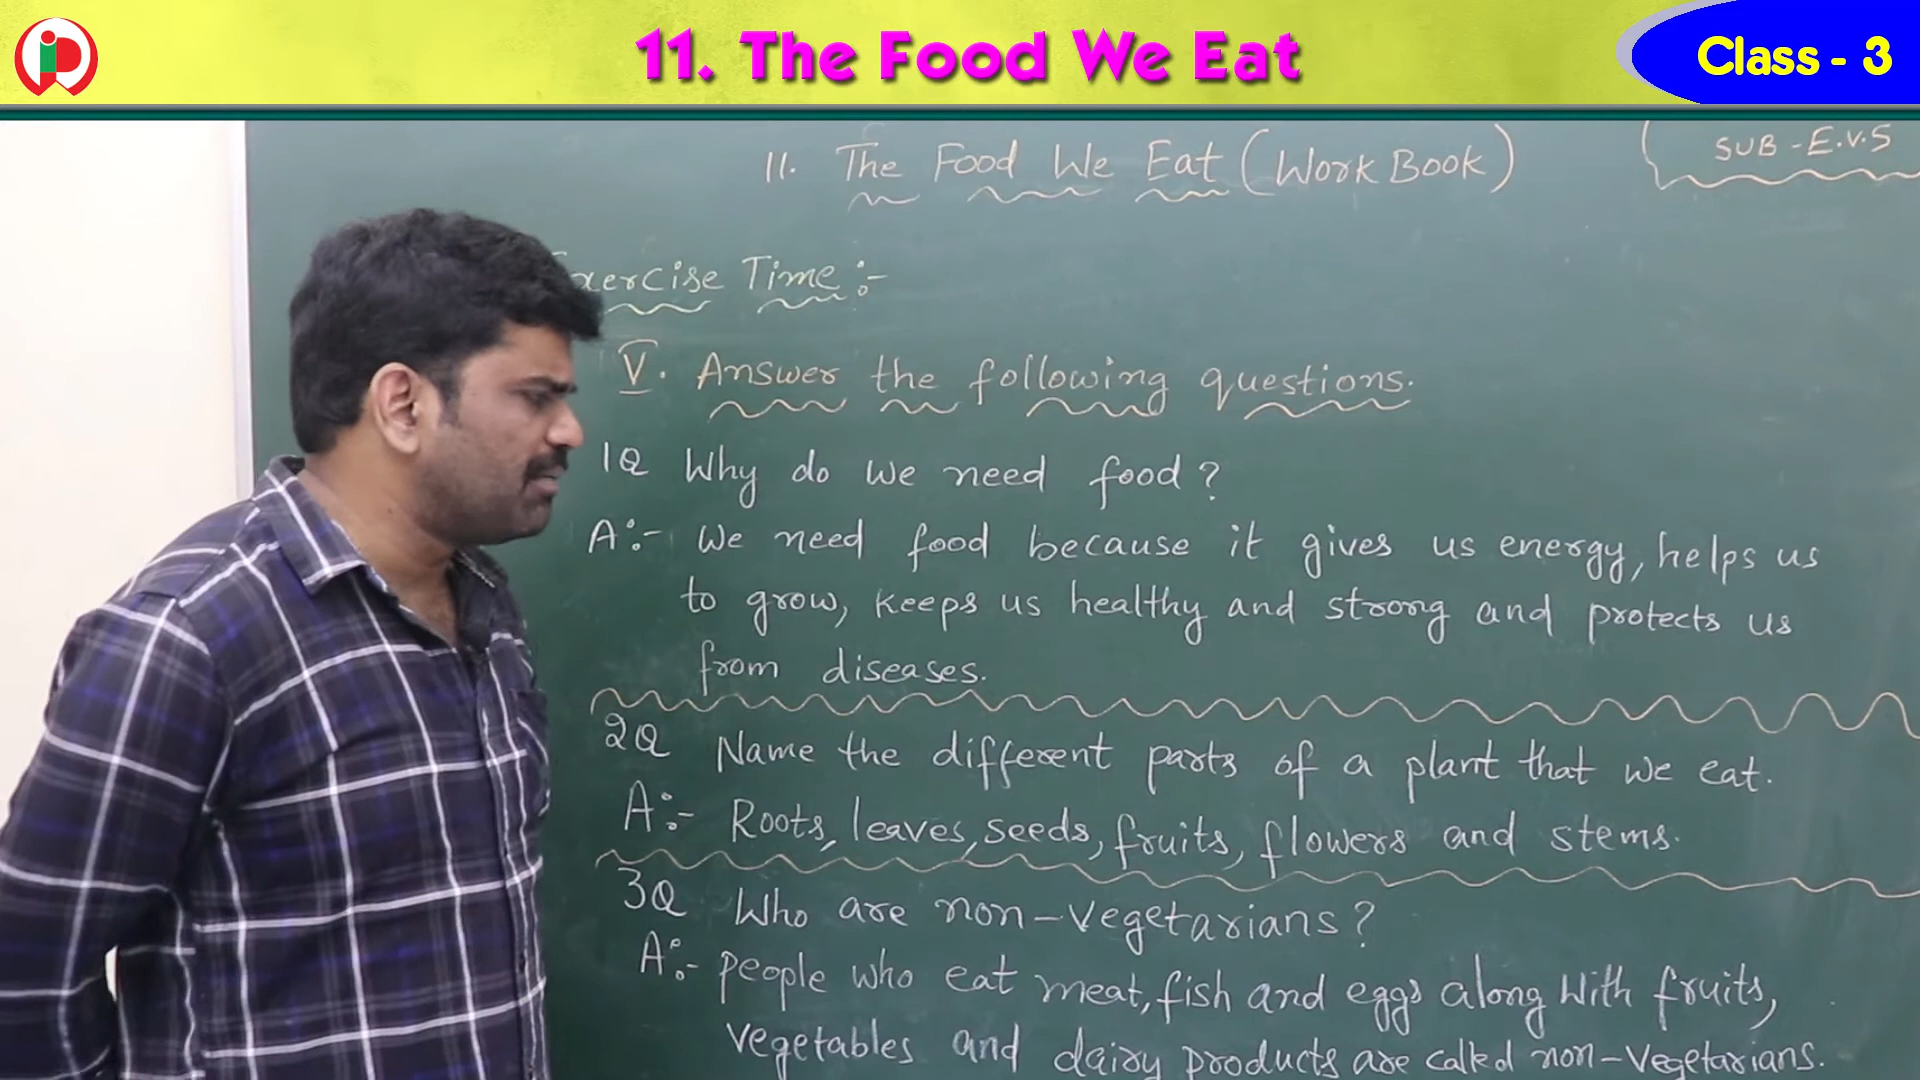 11. The Food We Eat
Class - 3
11. The Food We Eat (Work Book)
SUB - E.V.S
Exercise Time :-
V. Answer the following questions.
1Q Why do we need food?
A:- We need food because it gives us energy, helps us
to grow, keeps us healthy and strong and protects us
from diseases.
2Q Name the different parts of a plant that we eat.
A:- Roots, leaves, seeds, fruits, flowers and stems.
3Q Who are non-vegetarians?
A:- people who eat meat, fish and eggs along with fruits,
vegetables and dairy products are called non-vegetarians.